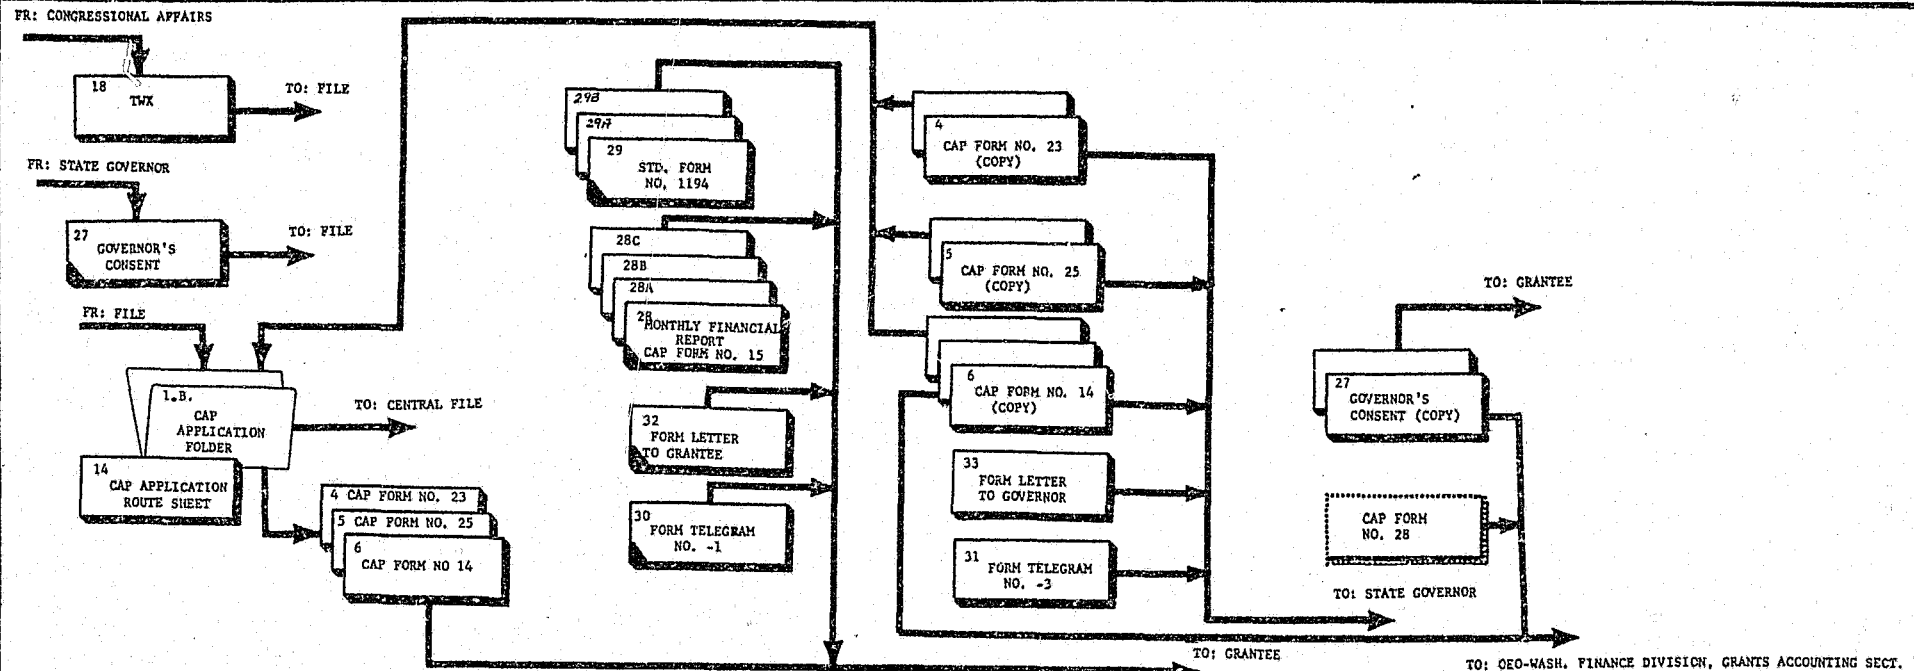 FR: CONGRESSIONAL AFFAIRS
18
TWX
TO: FILE
FR: STATE GOVERNOR
27
GOVERNOR'S
CONSENT
TO: FILE
FR: FILE
1.B.
CAP
APPLICATION
FOLDER
TO: CENTRAL FILE
14
CAP APPLICATION
ROUTE SHEET
4 CAP FORM NO. 23
5 CAP FORM NO. 25
6
CAP FORM NO 14
29B
29A
29
STD. FORM
NO. 1194
28C
28B
28A
28
MONTHLY FINANCIAL
REPORT
CAP FORM NO. 15
32
FORM LETTER
TO GRANTEE
30
FORM TELEGRAM
NO. -1
4
CAP FORM NO. 23
(COPY)
5
CAP FORM NO. 25
(COPY)
6
CAP FORM NO. 14
(COPY)
33
FORM LETTER
TO GOVERNOR
31
FORM TELEGRAM
NO. -3
TO: GRANTEE
27
GOVERNOR'S
CONSENT (COPY)
CAP FORM
NO. 28
TO: STATE GOVERNOR
TO: GRANTEE
TO: OEO-WASH. FINANCE DIVISION, GRANTS ACCOUNTING SECT.